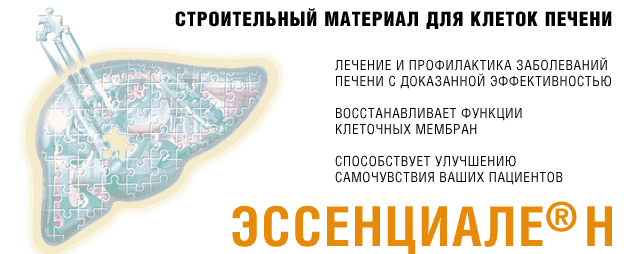 СТРОИТЕЛЬНЫЙ МАТЕРИАЛ ДЛЯ КЛЕТОК ПЕЧЕНИ
ЛЕЧЕНИЕ И ПРОФИЛАКТИКА ЗАБОЛЕВАНИЙ
ПЕЧЕНИ С ДОКАЗАННОЙ ЭФФЕКТИВНОСТЬЮ
ВОССТАНАВЛИВАЕТ ФУНКЦИИ
КЛЕТОЧНЫХ МЕМБРАН
СПОСОБСТВУЕТ УЛУЧШЕНИЮ
САМОЧУВСТВИЯ ВАШИХ ПАЦИЕНТОВ
ЭССЕНЦИАЛЕ® Н